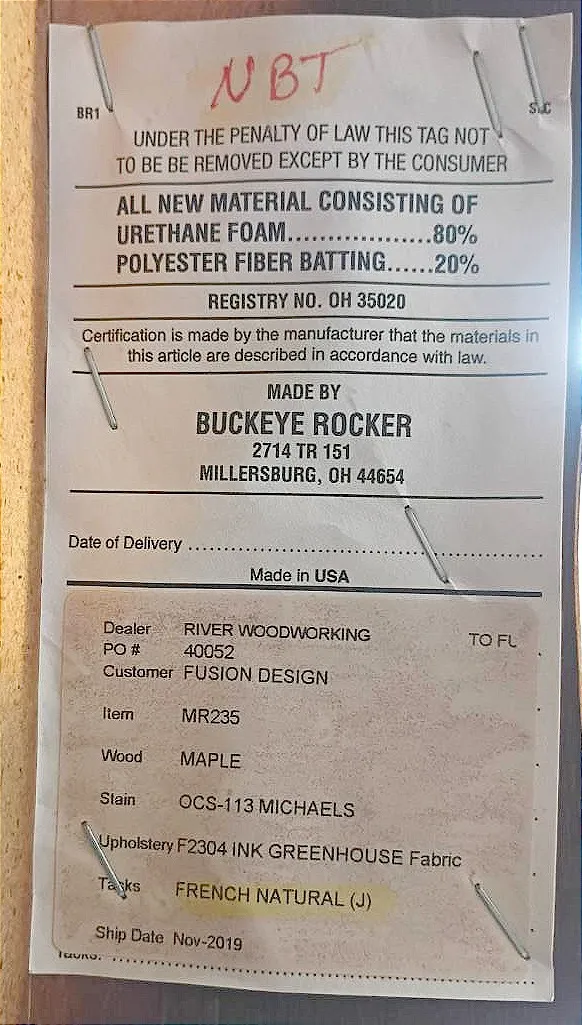 NBT
BR1
UNDER THE PENALTY OF LAW THIS TAG NOT
TO BE BE REMOVED EXCEPT BY THE CONSUMER
ALL NEW MATERIAL CONSISTING OF
URETHANE FOAM..................80%
POLYESTER FIBER BATTING......20%
REGISTRY NO. OH 35020
Certification is made by the manufacturer that the materials in
this article are described in accordance with law.
MADE BY
BUCKEYE ROCKER
2714 TR 151
MILLERSBURG, OH 44654
Date of Delivery ..........................................................
Made in USA
Dealer RIVER WOODWORKING TO FU
PO # 40052
Customer FUSION DESIGN
Item MR235
Wood MAPLE
Stain OCS-113 MICHAELS
Upholstery F2304 INK GREENHOUSE Fabric
Tacks FRENCH NATURAL (J)
Ship Date Nov-2019